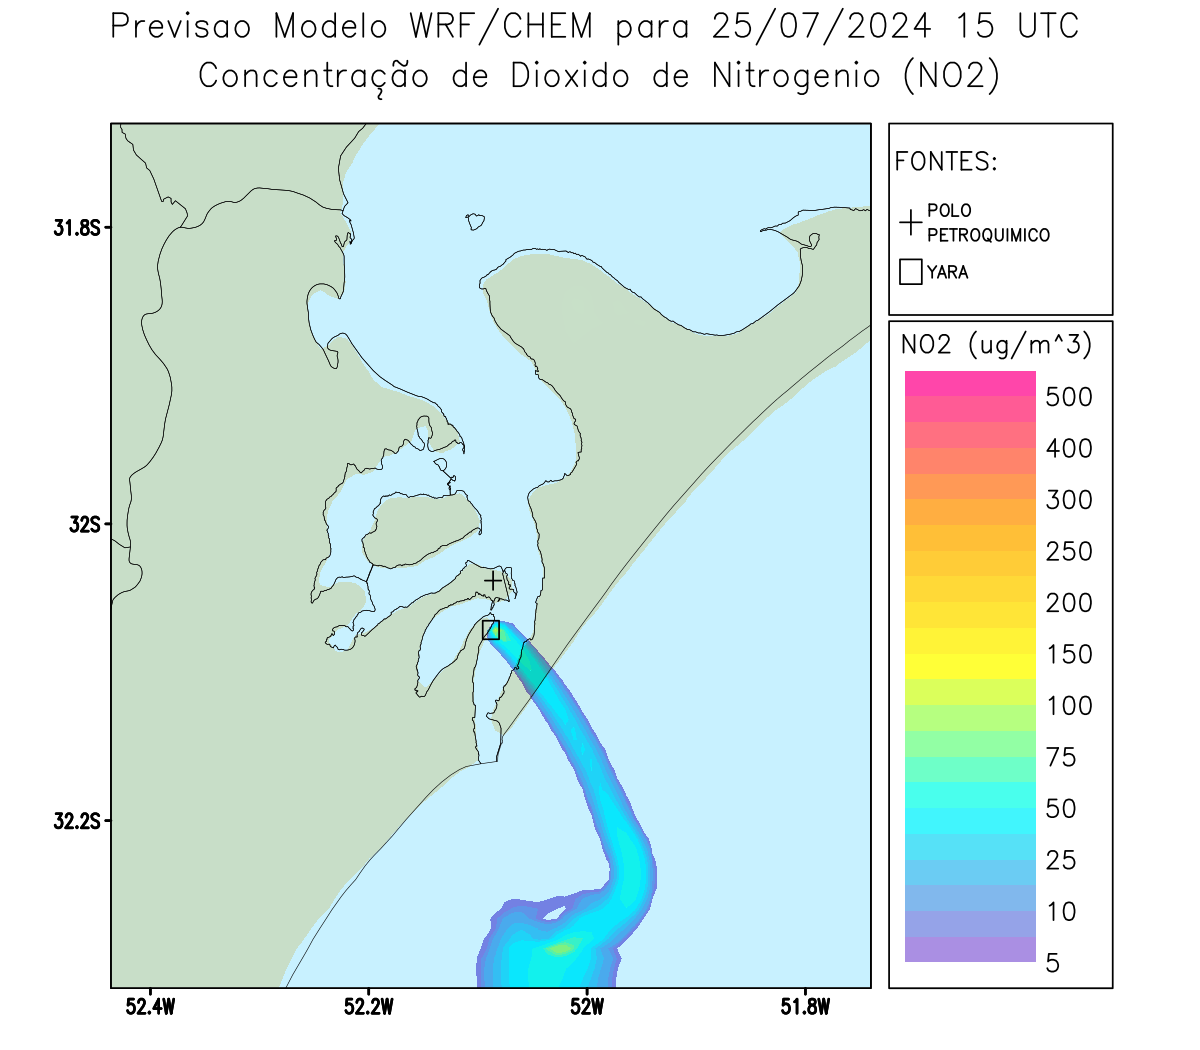 Previsao Modelo WRF/CHEM para 25/07/2024 15 UTC
Concentração de Dioxido de Nitrogenio (NO2)
FONTES:
POLO
PETROQUIMICO
YARA
NO2 (ug/m^3)
500
400
300
250
200
150
100
75
50
25
10
5
31.8S
32S
32.2S
52.4W
52.2W
52W
51.8W